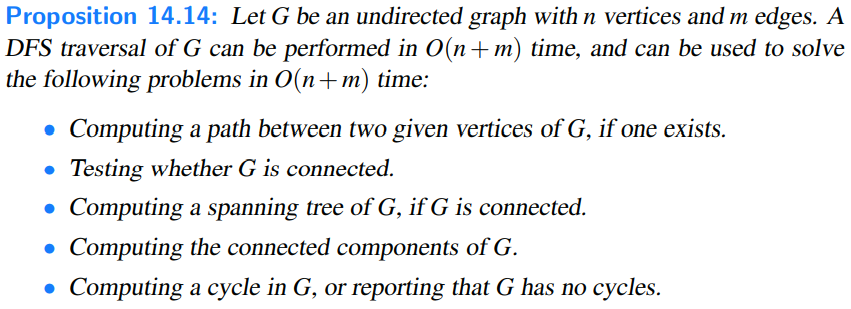 Proposition 14.14: Let G be an undirected graph with n vertices and m edges. A
DFS traversal of G can be performed in O(n+m) time, and can be used to solve
the following problems in O(n+m) time:
• Computing a path between two given vertices of G, if one exists.
• Testing whether G is connected.
• Computing a spanning tree of G, if G is connected.
• Computing the connected components of G.
• Computing a cycle in G, or reporting that G has no cycles.